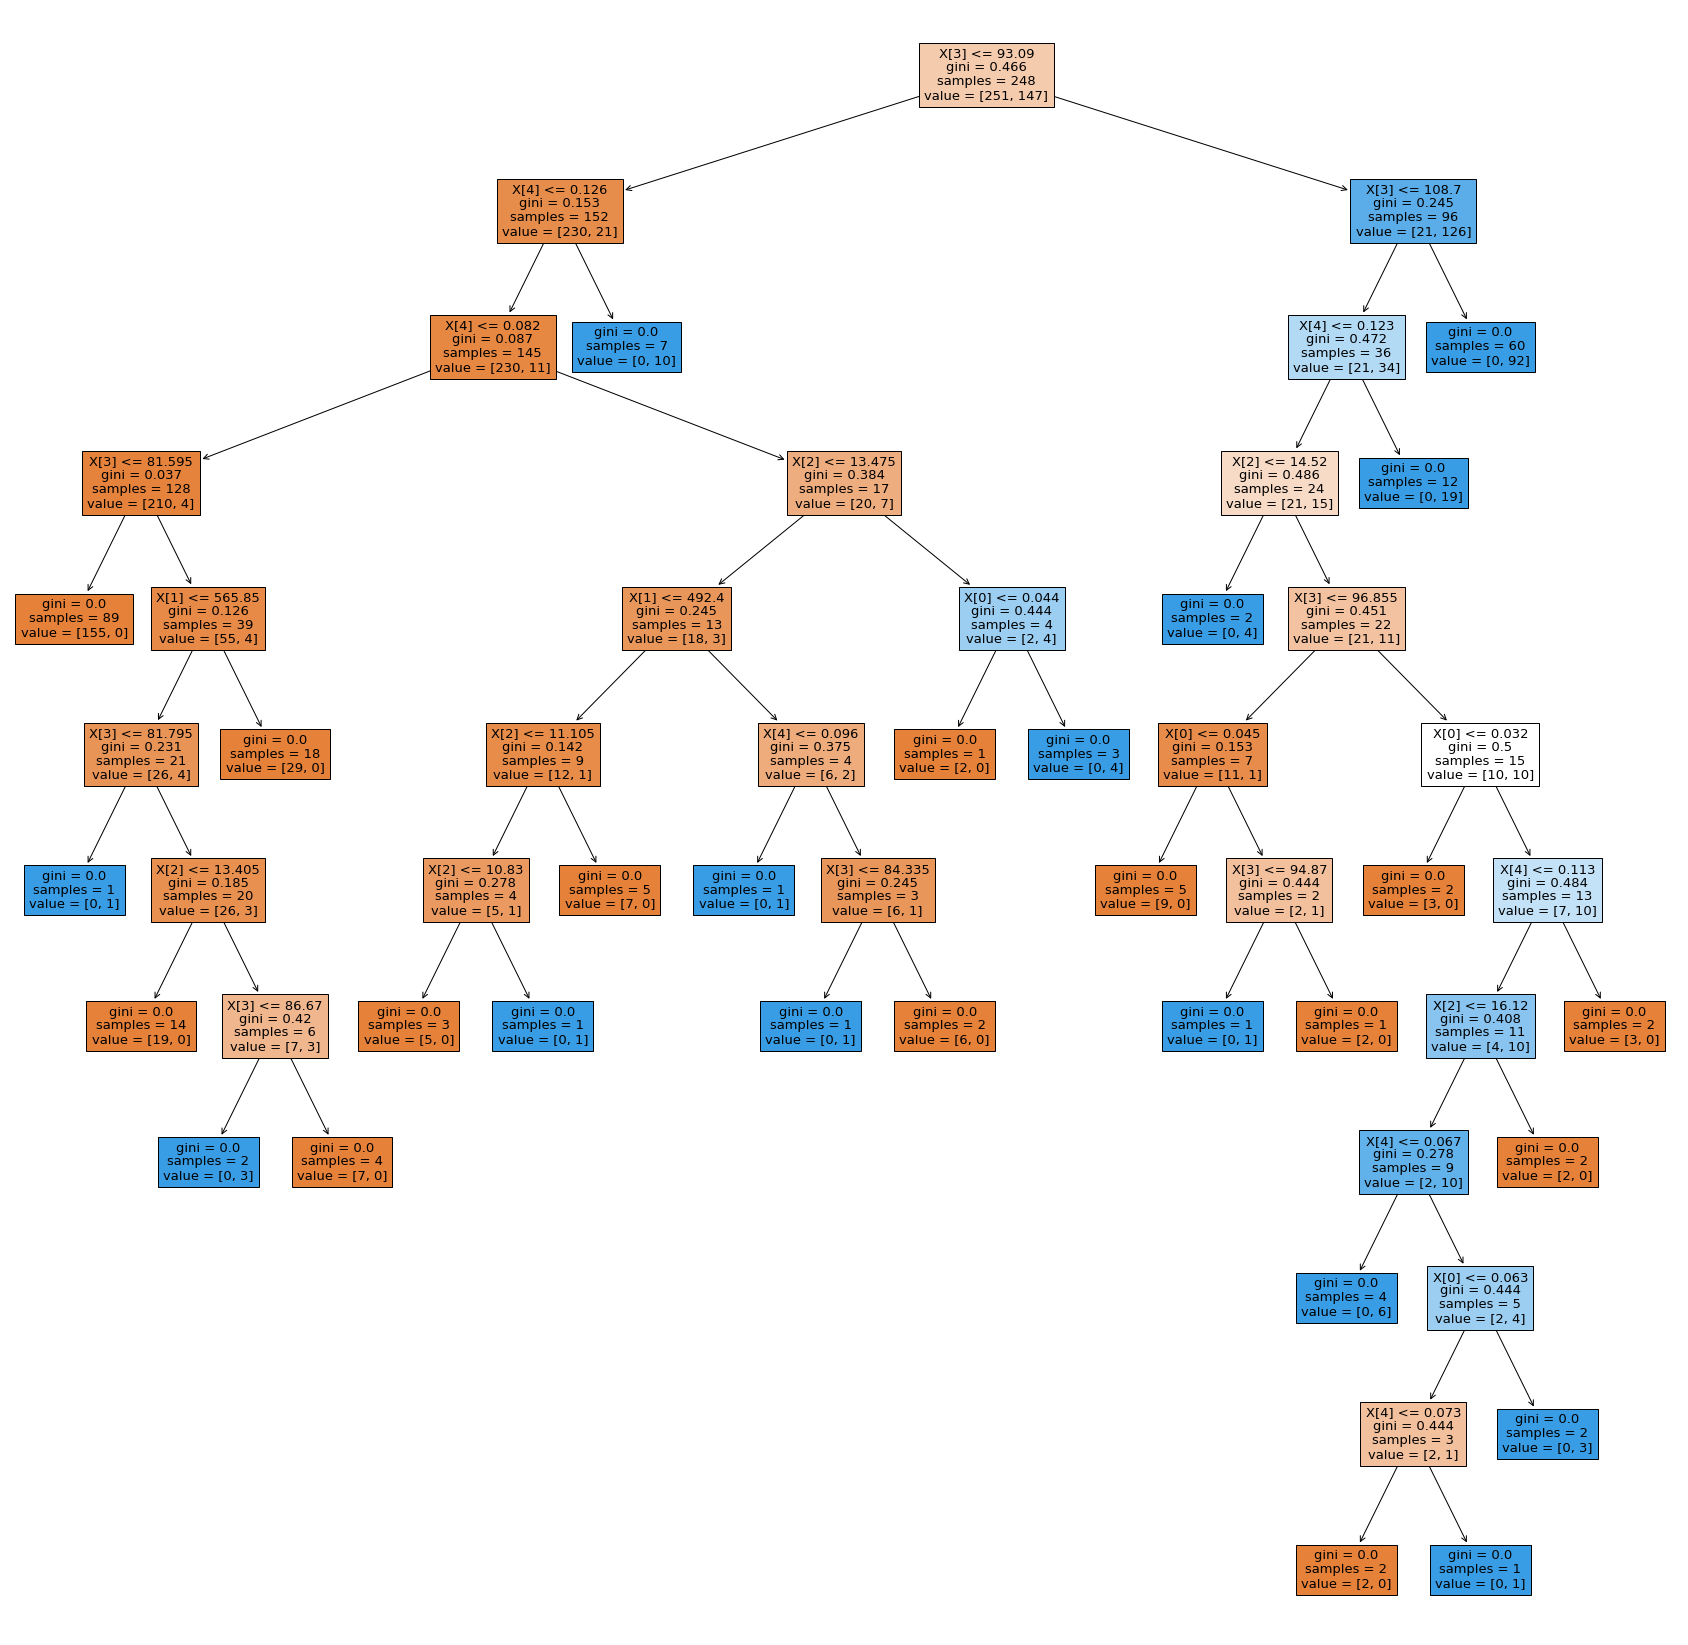 X[3] <= 93.09
gini = 0.466
samples = 248
value = [251, 147]
X[4] <= 0.126
gini = 0.153
samples = 152
value = [230, 21]
X[3] <= 108.7
gini = 0.245
samples = 96
value = [21, 126]
X[4] <= 0.082
gini = 0.087
samples = 145
value = [230, 11]
gini = 0.0
samples = 7
value = [0, 10]
X[4] <= 0.123
gini = 0.472
samples = 36
value = [21, 34]
gini = 0.0
samples = 60
value = [0, 92]
X[3] <= 81.595
gini = 0.037
samples = 128
value = [210, 4]
X[2] <= 13.475
gini = 0.384
samples = 17
value = [20, 7]
X[2] <= 14.52
gini = 0.486
samples = 24
value = [21, 15]
gini = 0.0
samples = 12
value = [0, 19]
gini = 0.0
samples = 89
value = [155, 0]
X[1] <= 565.85
gini = 0.126
samples = 39
value = [55, 4]
X[1] <= 492.4
gini = 0.245
samples = 13
value = [18, 3]
X[0] <= 0.044
gini = 0.444
samples = 4
value = [2, 4]
gini = 0.0
samples = 2
value = [0, 4]
X[3] <= 96.855
gini = 0.451
samples = 22
value = [21, 11]
X[3] <= 81.795
gini = 0.231
samples = 21
value = [26, 4]
gini = 0.0
samples = 18
value = [29, 0]
X[2] <= 11.105
gini = 0.142
samples = 9
value = [12, 1]
X[4] <= 0.096
gini = 0.375
samples = 4
value = [6, 2]
gini = 0.0
samples = 1
value = [2, 0]
gini = 0.0
samples = 3
value = [0, 4]
X[0] <= 0.045
gini = 0.153
samples = 7
value = [11, 1]
X[0] <= 0.032
gini = 0.5
samples = 15
value = [10, 10]
gini = 0.0
samples = 1
value = [0, 1]
X[2] <= 13.405
gini = 0.185
samples = 20
value = [26, 3]
X[2] <= 10.83
gini = 0.278
samples = 4
value = [5, 1]
gini = 0.0
samples = 5
value = [7, 0]
gini = 0.0
samples = 1
value = [0, 1]
X[3] <= 84.335
gini = 0.245
samples = 3
value = [6, 1]
gini = 0.0
samples = 5
value = [9, 0]
X[3] <= 94.87
gini = 0.444
samples = 2
value = [2, 1]
gini = 0.0
samples = 2
value = [3, 0]
X[4] <= 0.113
gini = 0.484
samples = 13
value = [7, 10]
gini = 0.0
samples = 14
value = [19, 0]
X[3] <= 86.67
gini = 0.42
samples = 6
value = [7, 3]
gini = 0.0
samples = 3
value = [5, 0]
gini = 0.0
samples = 1
value = [0, 1]
gini = 0.0
samples = 1
value = [0, 1]
gini = 0.0
samples = 2
value = [6, 0]
gini = 0.0
samples = 1
value = [0, 1]
gini = 0.0
samples = 1
value = [2, 0]
X[2] <= 16.12
gini = 0.408
samples = 11
value = [4, 10]
gini = 0.0
samples = 2
value = [3, 0]
gini = 0.0
samples = 2
value = [0, 3]
gini = 0.0
samples = 4
value = [7, 0]
X[4] <= 0.067
gini = 0.278
samples = 9
value = [2, 10]
gini = 0.0
samples = 2
value = [2, 0]
gini = 0.0
samples = 4
value = [0, 6]
X[0] <= 0.063
gini = 0.444
samples = 5
value = [2, 4]
X[4] <= 0.073
gini = 0.444
samples = 3
value = [2, 1]
gini = 0.0
samples = 2
value = [0, 3]
gini = 0.0
samples = 2
value = [2, 0]
gini = 0.0
samples = 1
value = [0, 1]